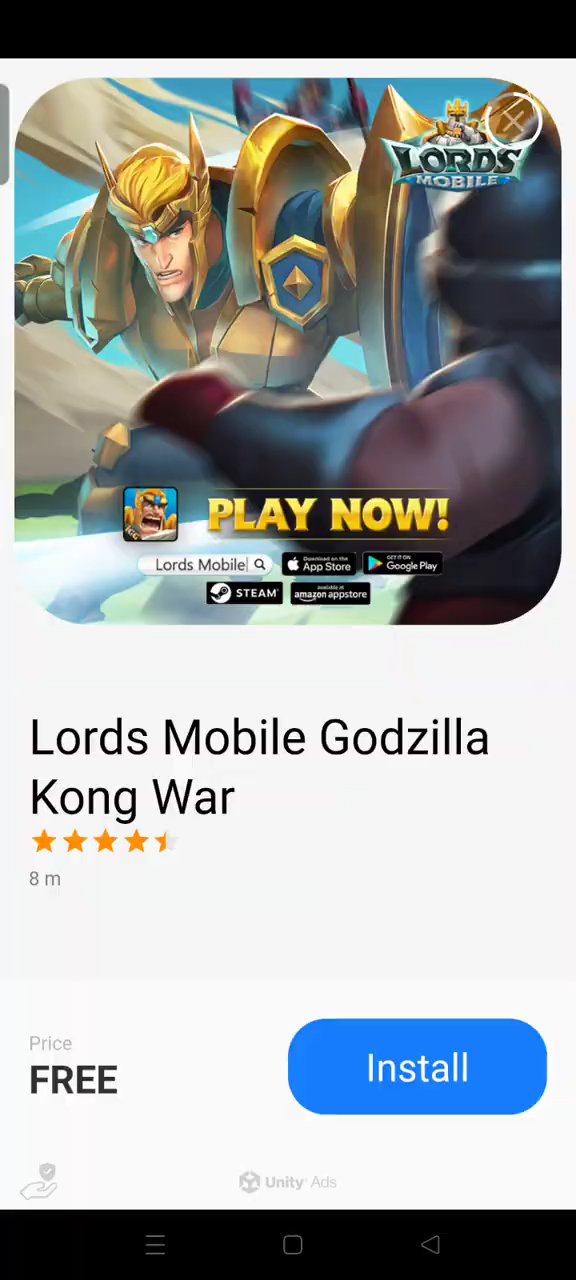 LORDS
MOBILE
IGG
PLAY NOW!
Lords Mobile
Download on the
App Store
GET IT ON
Google Play
STEAM
available at
amazon appstore
Lords Mobile Godzilla
Kong War
8 m
Price
FREE
Install
Unity Ads